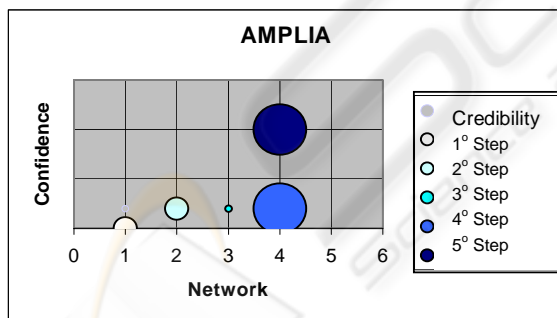 AMPLIA
Confidence
0 1 2 3 4 5 6
Network
Credibility
1° Step
2° Step
3° Step
4° Step
5° Step